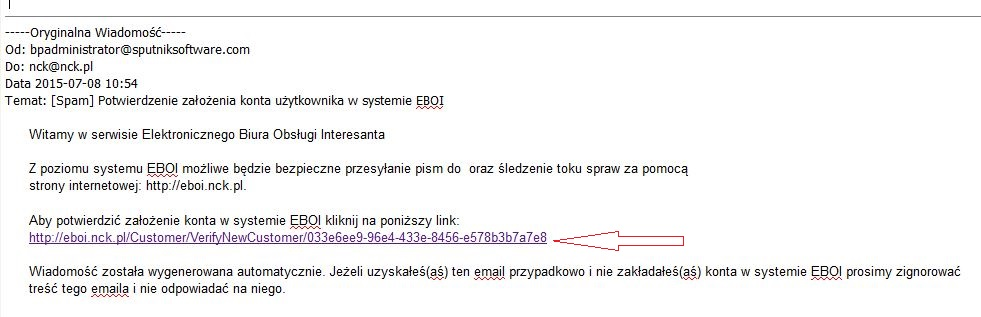 -----Oryginalna Wiadomość-----
Od: bpadministrator@sputniksoftware.com
Do: nck@nck.pl
Data 2015-07-08 10:54
Temat: [Spam] Potwierdzenie założenia konta użytkownika w systemie EBOI
Witamy w serwisie Elektronicznego Biura Obsługi Interesanta
Z poziomu systemu EBOI możliwe będzie bezpieczne przesyłanie pism do  oraz śledzenie toku spraw za pomocą
strony internetowej: http://eboi.nck.pl.
Aby potwierdzić założenie konta w systemie EBOI kliknij na poniższy link:
http://eboi.nck.pl/Customer/VerifyNewCustomer/033e6ee9-96e4-433e-8456-e578b3b7a7e8
Wiadomość została wygenerowana automatycznie. Jeżeli uzyskałeś(aś) ten email przypadkowo i nie zakładałeś(aś) konta w systemie EBOI prosimy zignorować
treść tego emaila i nie odpowiadać na niego.